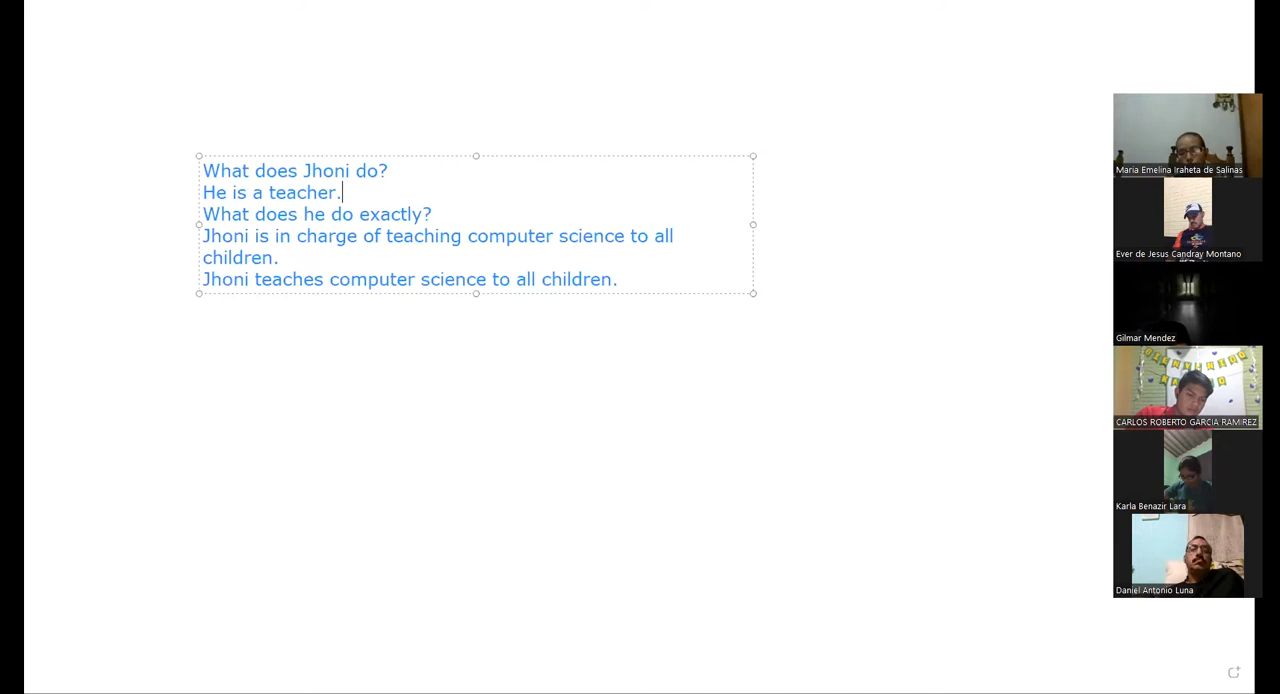 What does Jhoni do?
He is a teacher.
What does he do exactly?
Jhoni is in charge of teaching computer science to all
children.
Jhoni teaches computer science to all children.
Maria Emelina Iraheta de Salinas
Ever de Jesus Candray Montano
Gilmar Mendez
CARLOS ROBERTO GARCIA RAMIREZ
Karla Benazir Lara
Daniel Antonio Luna